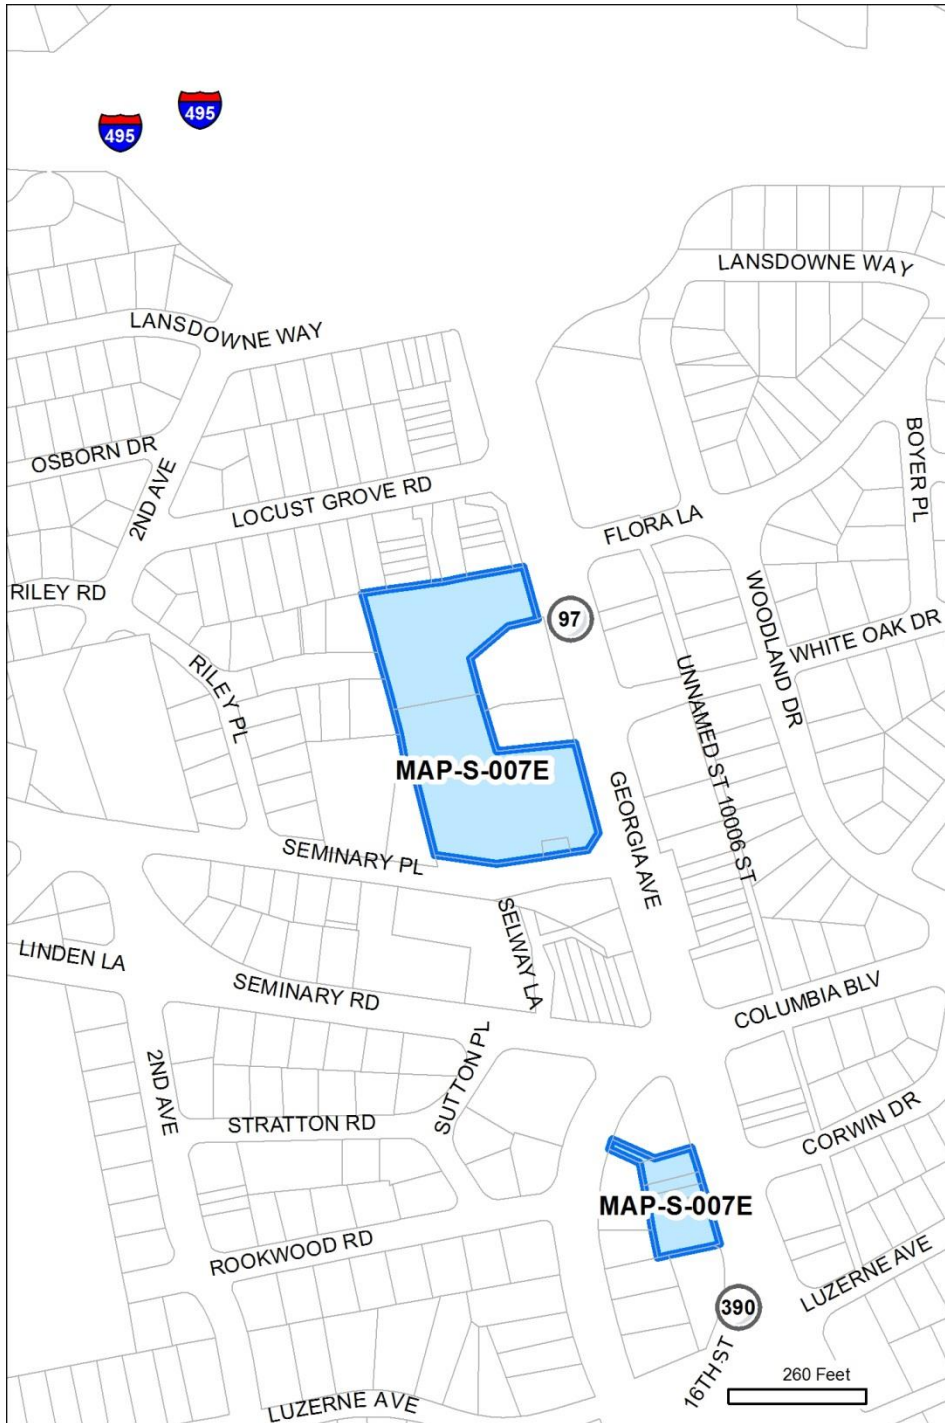 495
495
LANSDOWNE WAY
LANSDOWNE WAY
OSBORN DR
2ND AVE
BOYER PL
LOCUST GROVE RD
FLORA LA
RILEY RD
97
WOODLAND DR
WHITE OAK DR
RILEY PL
UNNAMED ST 10006 ST
MAP-S-007E
GEORGIA AVE
SEMINARY PL
SELWAY LA
LINDEN LA
SEMINARY RD
COLUMBIA BLV
2ND AVE
SUTTON PL
STRATTON RD
CORWIN DR
MAP-S-007E
ROOKWOOD RD
LUZERNE AVE
390
16TH ST
260 Feet
LUZERNE AVE